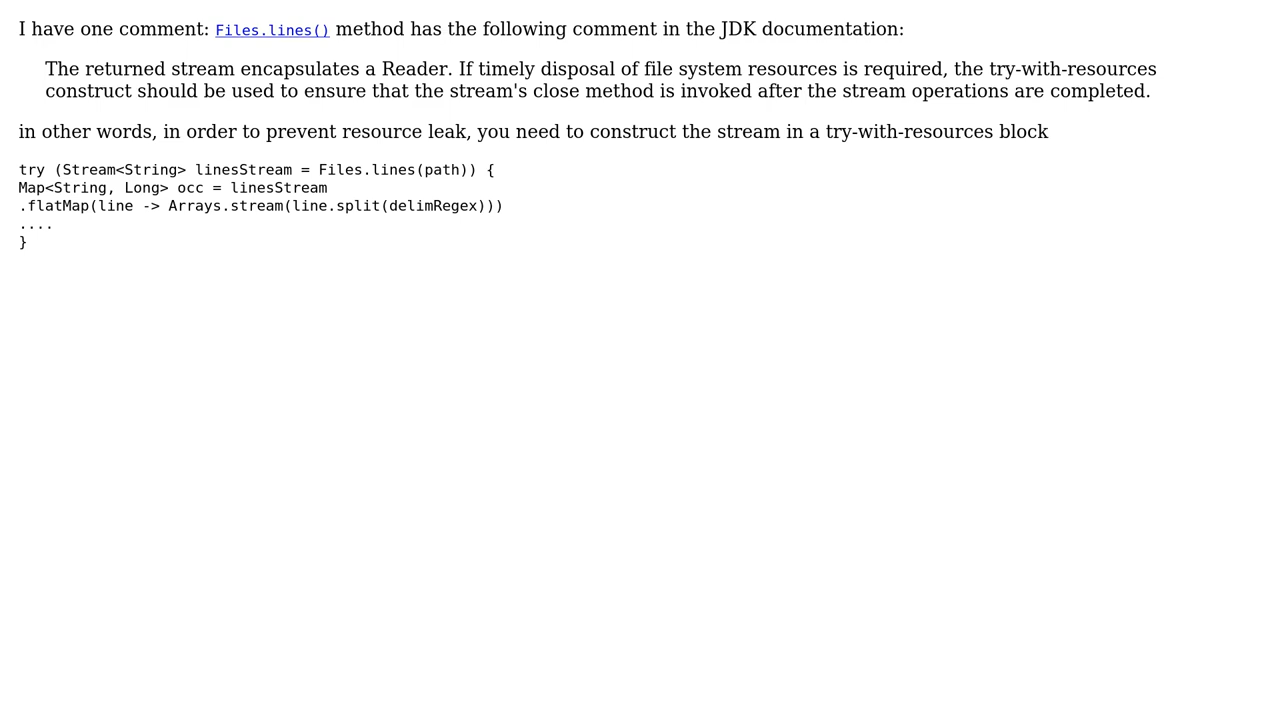 I have one comment: Files.lines() method has the following comment in the JDK documentation:
The returned stream encapsulates a Reader. If timely disposal of file system resources is required, the try-with-resources
construct should be used to ensure that the stream's close method is invoked after the stream operations are completed.
in other words, in order to prevent resource leak, you need to construct the stream in a try-with-resources block
try (Stream<String> linesStream = Files.lines(path)) {
Map<String, Long> occ = linesStream
.flatMap(line -> Arrays.stream(line.split(delimRegex)))
....
}